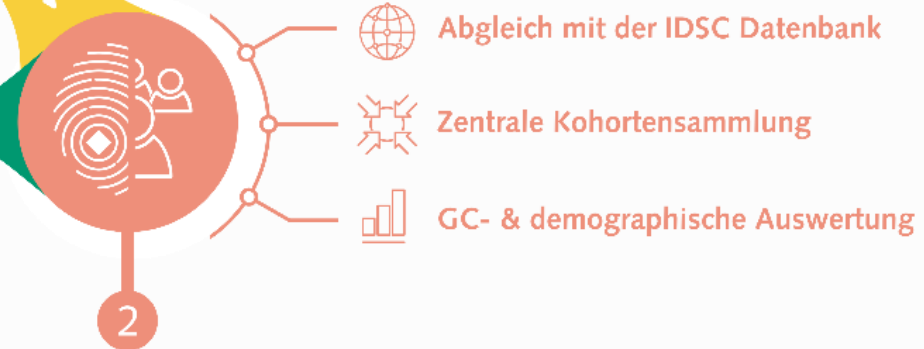 Abgleich mit der IDSC Datenbank
Zentrale Kohortensammlung
GC- & demographische Auswertung
2